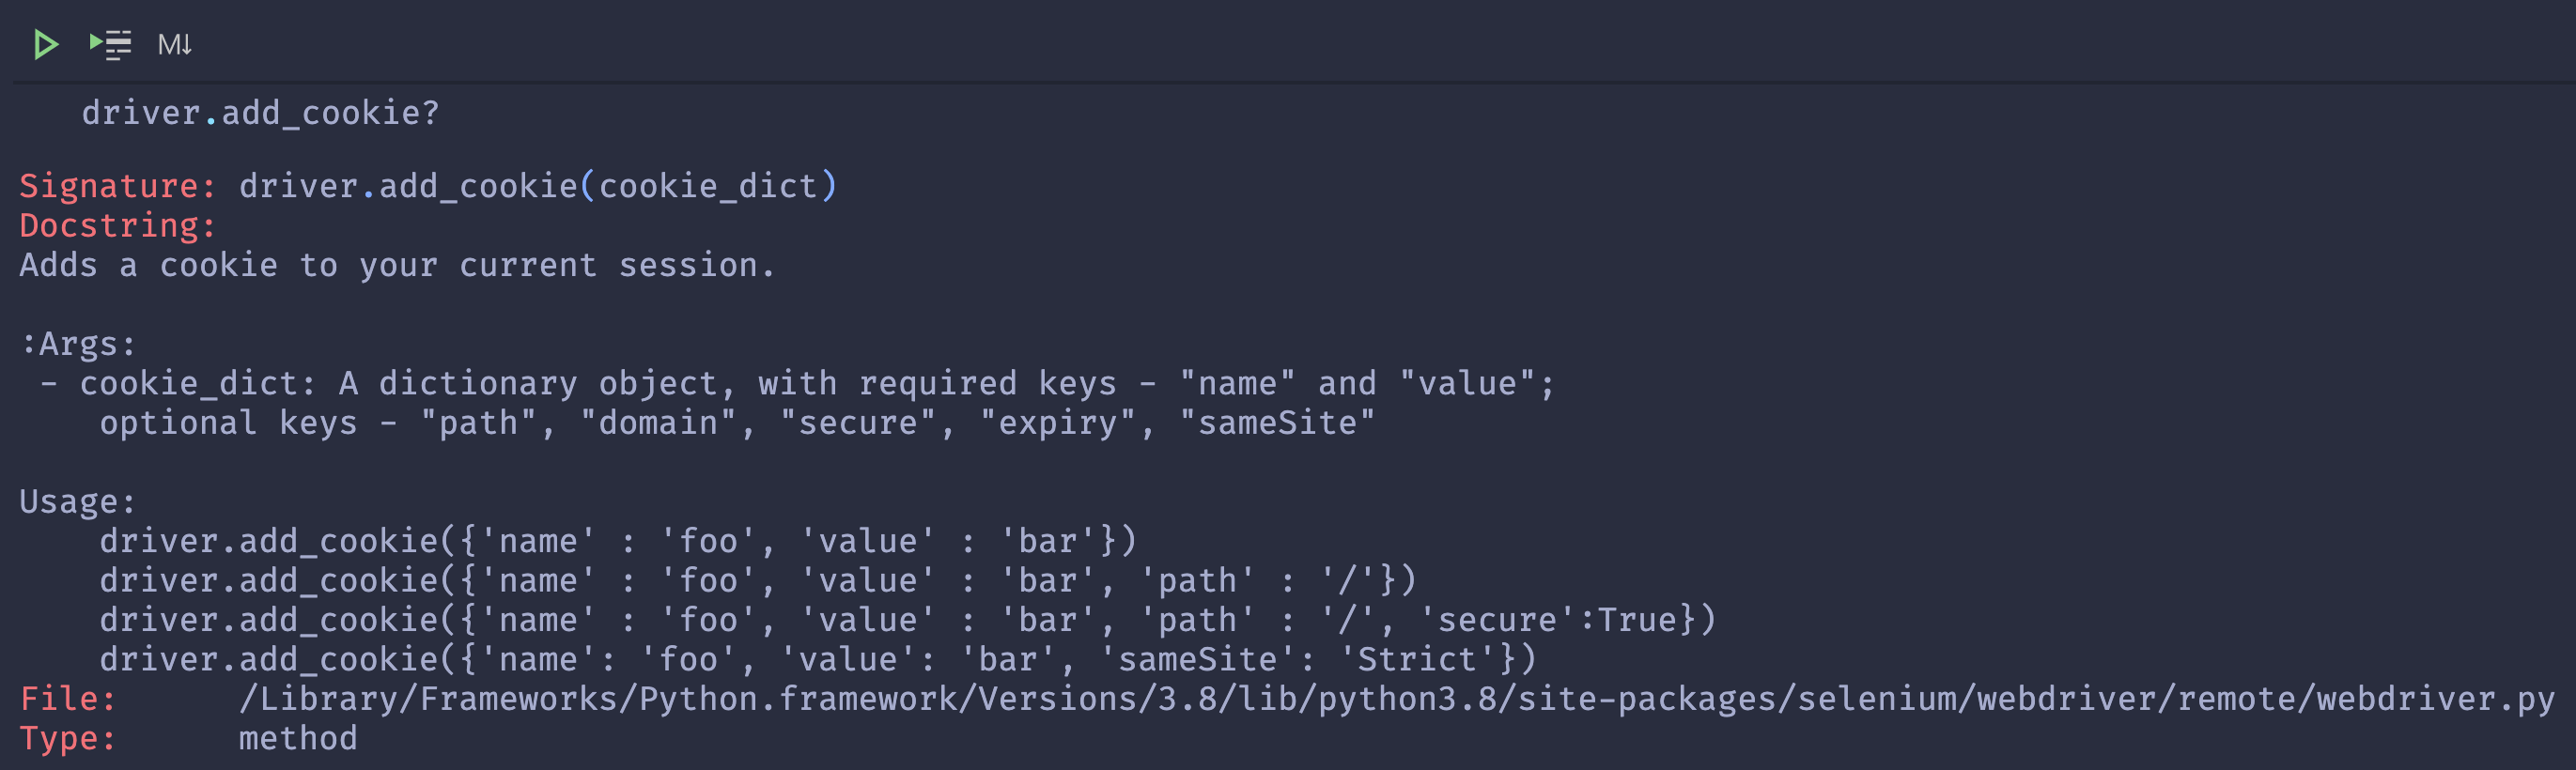 M↓
driver.add_cookie?
Signature: driver.add_cookie(cookie_dict)
Docstring:
Adds a cookie to your current session.
:Args:
 - cookie_dict: A dictionary object, with required keys - "name" and "value";
    optional keys - "path", "domain", "secure", "expiry", "sameSite"
Usage:
    driver.add_cookie({'name' : 'foo', 'value' : 'bar'})
    driver.add_cookie({'name' : 'foo', 'value' : 'bar', 'path' : '/'})
    driver.add_cookie({'name' : 'foo', 'value' : 'bar', 'path' : '/', 'secure':True})
    driver.add_cookie({'name': 'foo', 'value': 'bar', 'sameSite': 'Strict'})
File:      /Library/Frameworks/Python.framework/Versions/3.8/lib/python3.8/site-packages/selenium/webdriver/remote/webdriver.py
Type:      method